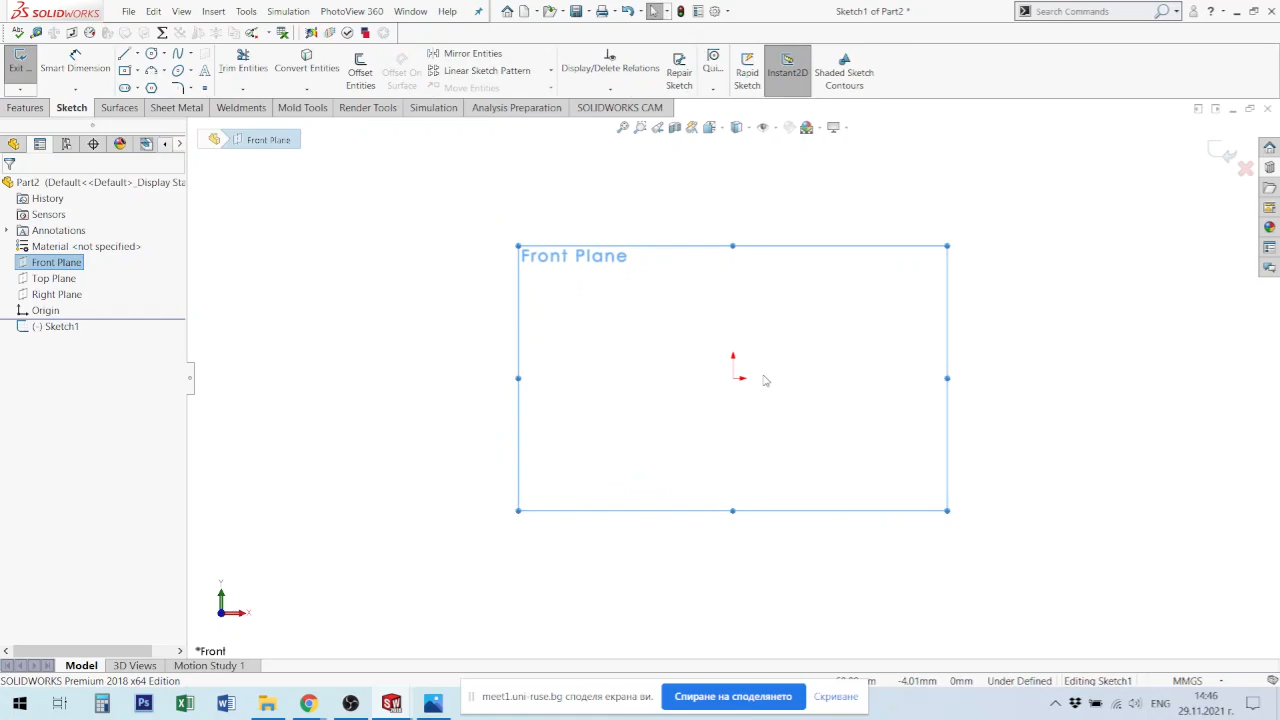 SOLIDWORKS File Edit View Insert Tools Simulation PhotoView 360 Window Help Sketch1 of Part2 * Search Commands
Exit ... Smart Dimension Trim Entities Convert Entities Offset Entities Offset On Surface Mirror Entities Linear Sketch Pattern Move Entities Display/Delete Relations Repair Sketch Qui... Rapid Sketch Instant2D Shaded Sketch Contours
Features Sketch Surfaces Sheet Metal Weldments Mold Tools Render Tools Simulation Analysis Preparation SOLIDWORKS CAM
Front Plane
Part2 (Default<<Default>_Display Sta
History
Sensors
Annotations
Material <not specified>
Front Plane
Top Plane
Right Plane
Origin
(-) Sketch1
Front Plane
Y
X
*Front
Model 3D Views Motion Study 1
SOLIDWORKS Premium 2018 x64 Edition -4.01mm 0mm Under Defined Editing Sketch1 MMGS
meet1.uni-ruse.bg споделя екрана ви. Спиране на споделянето Скриване
ENG 14:46
29.11.2021 г.